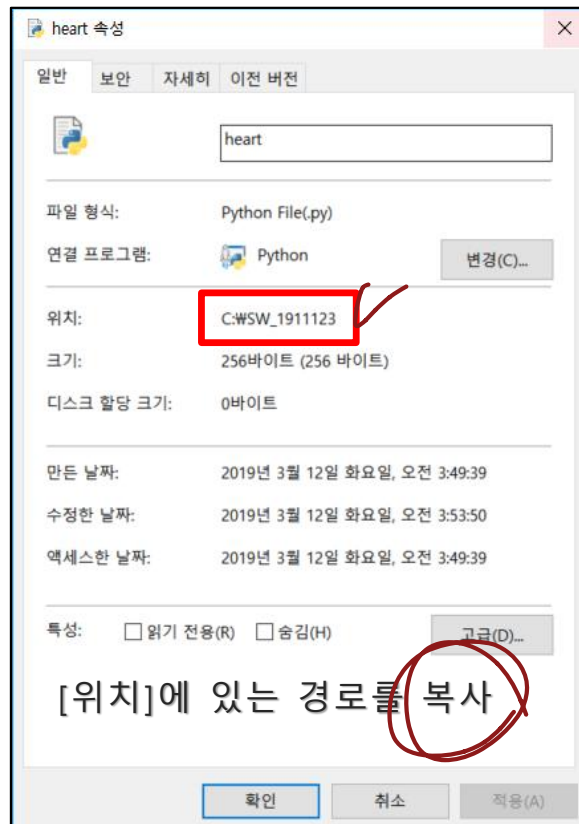 heart 속성
일반 보안 자세히 이전 버전
heart
파일 형식: Python File(.py)
연결 프로그램: Python 변경(C)...
위치: C:₩SW_1911123
크기: 256바이트 (256 바이트)
디스크 할당 크기: 0바이트
만든 날짜: 2019년 3월 12일 화요일, 오전 3:49:39
수정한 날짜: 2019년 3월 12일 화요일, 오전 3:53:50
액세스한 날짜: 2019년 3월 12일 화요일, 오전 3:49:39
특성: 읽기 전용(R) 숨김(H) 고급(D)...
[위치]에 있는 경로를 복사
확인 취소 적용(A)